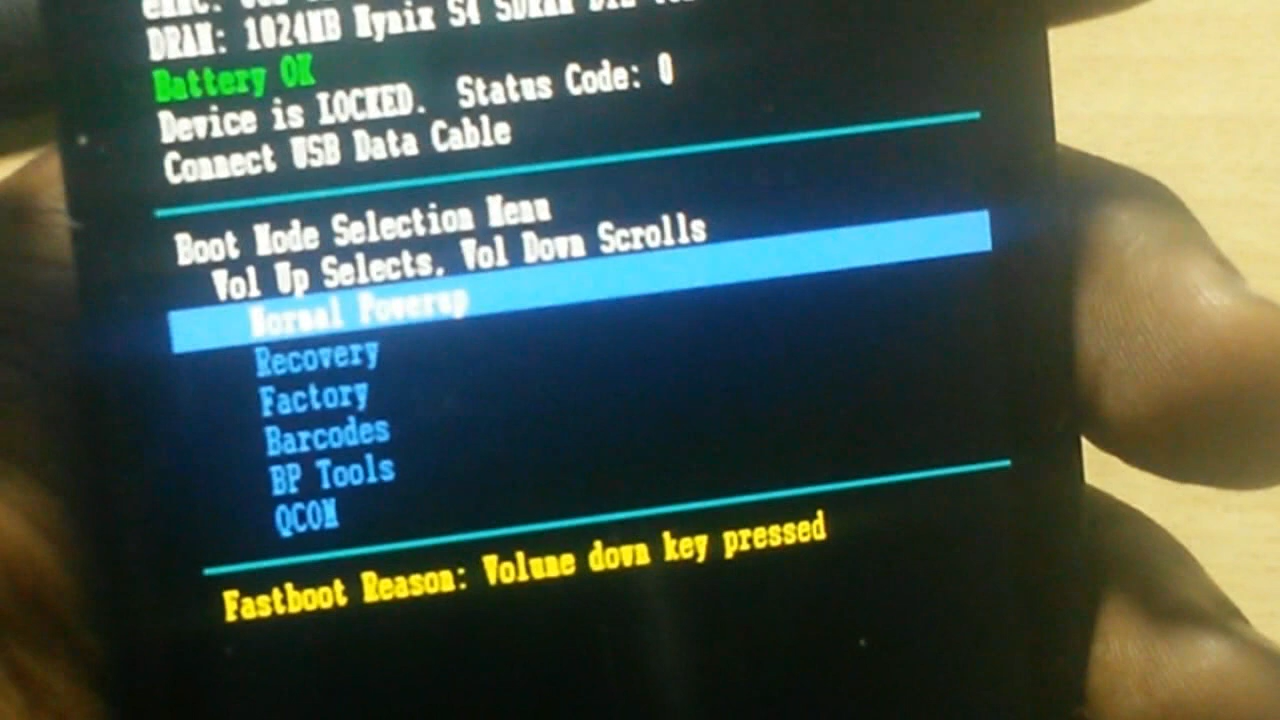 DRAM: 1024MB Hynix S4 SDRAM
Battery OK
Device is LOCKED. Status Code: 0
Connect USB Data Cable
Boot Mode Selection Menu
Vol Up Selects, Vol Down Scrolls
Normal Powerup
Recovery
Factory
Barcodes
BP Tools
QCOM
Fastboot Reason: Volume down key pressed